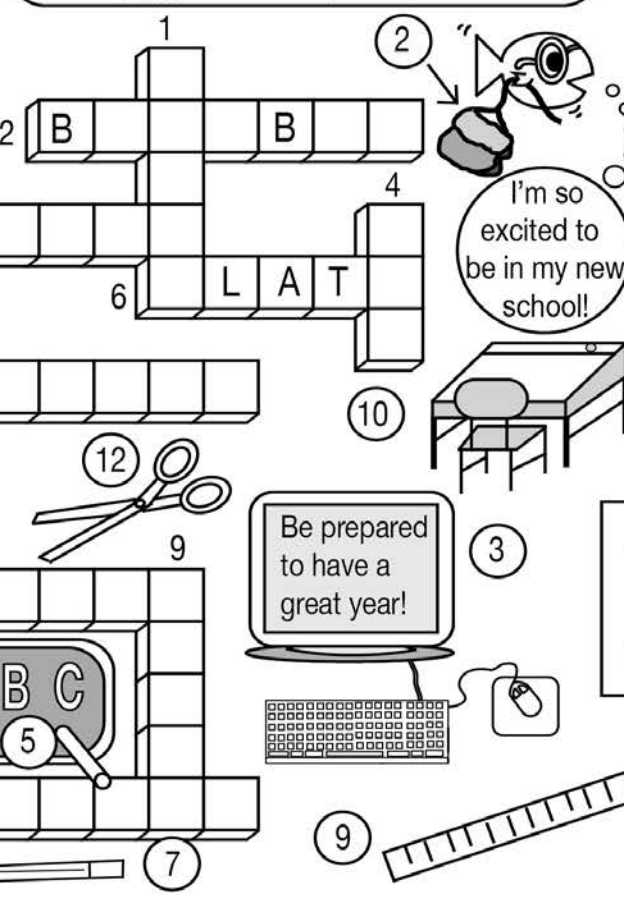 1
2
2 B B
4
I'm so
excited to
be in my new
school!
6 L A T
10
12
9
Be prepared
to have a
great year!
3
B C
5
7
9